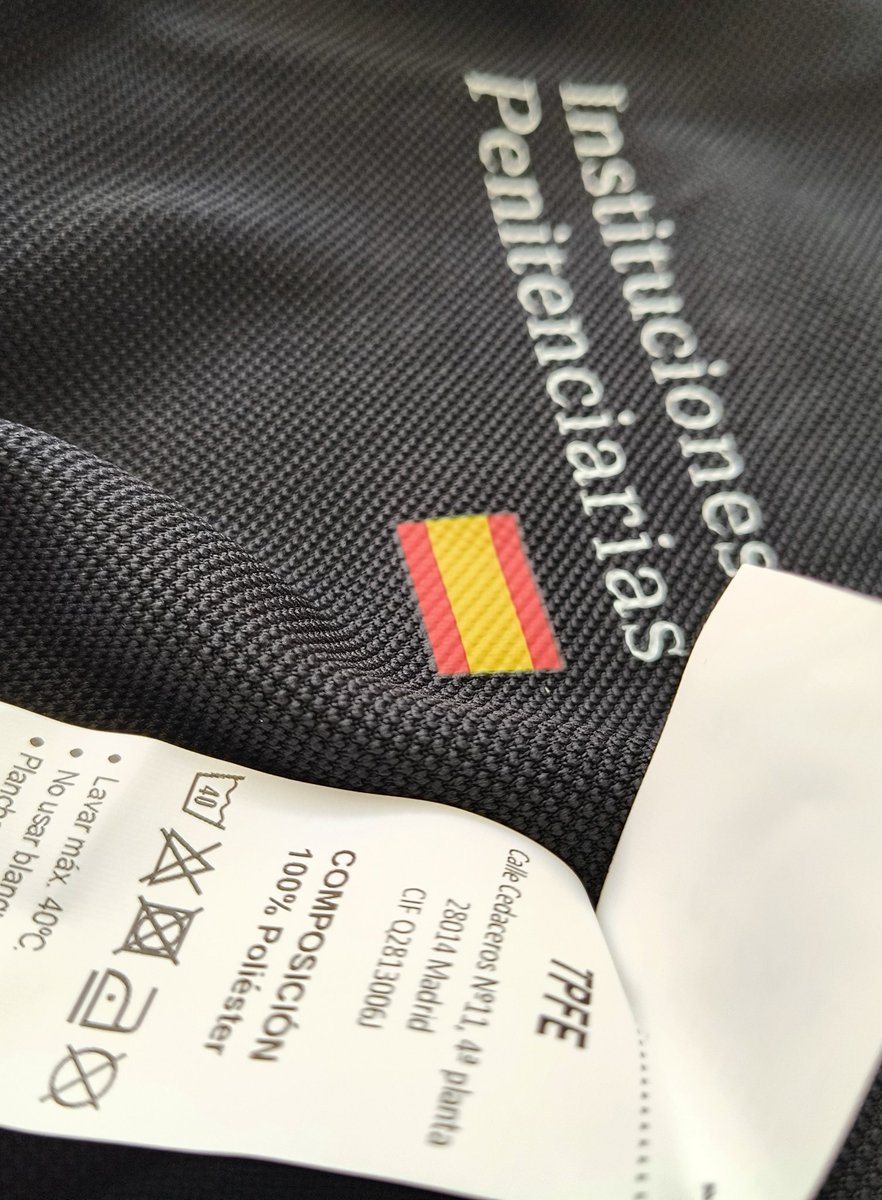 Instituciones
Penitenciarias
TPFE
Calle Cedaceros Nº11, 4ª planta
28014 Madrid
CIF Q2813006J
COMPOSICIÓN
100% Poliéster
40
• Lavar máx. 40ºC.
• No usar
•